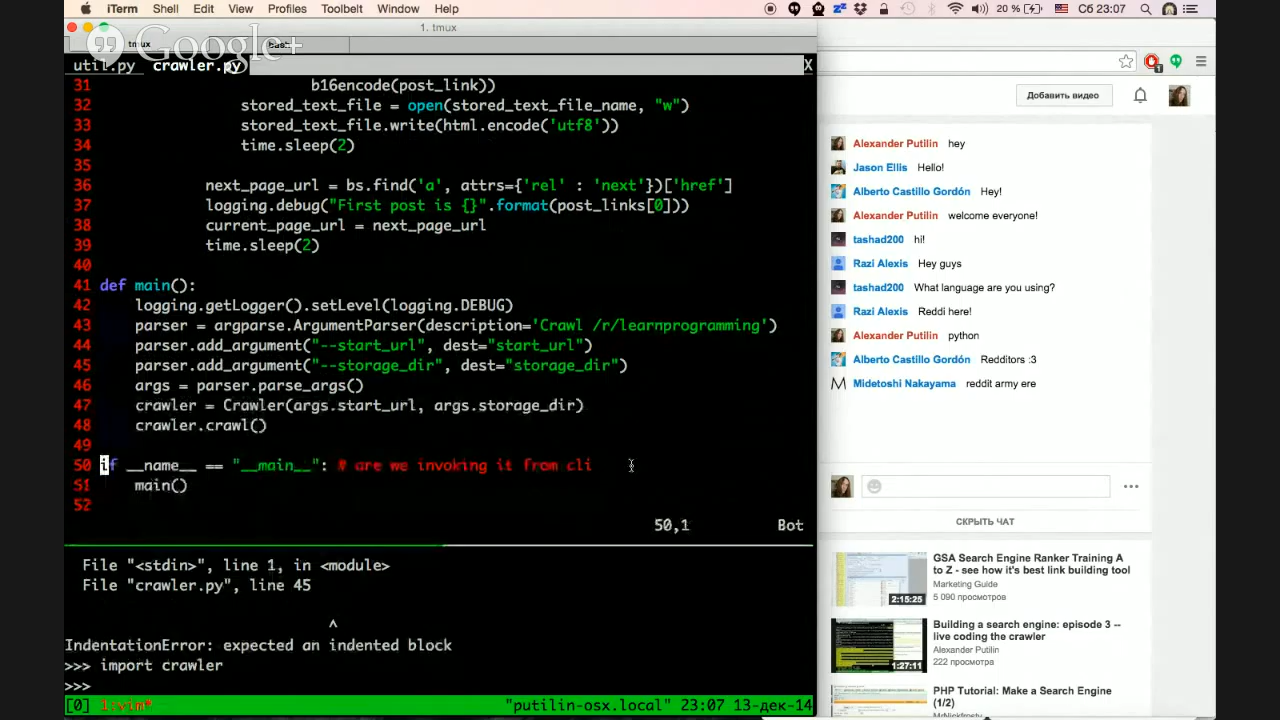 iTerm Shell Edit View Profiles Toolbelt Window Help 20 % Сб 23:07
1. tmux
tmux
Google+
util.py crawler.py X
31 b16encode(post_link))
32 stored_text_file = open(stored_text_file_name, "w")
33 stored_text_file.write(html.encode('utf8'))
34 time.sleep(2)
35
36 next_page_url = bs.find('a', attrs={'rel' : 'next'})['href']
37 logging.debug("First post is {}".format(post_links[0]))
38 current_page_url = next_page_url
39 time.sleep(2)
40
41 def main():
42 logging.getLogger().setLevel(logging.DEBUG)
43 parser = argparse.ArgumentParser(description='Crawl /r/learnprogramming')
44 parser.add_argument("--start_url", dest="start_url")
45 parser.add_argument("--storage_dir", dest="storage_dir")
46 args = parser.parse_args()
47 crawler = Crawler(args.start_url, args.storage_dir)
48 crawler.crawl()
49
50 if __name__ == "__main__": # are we invoking it from cli
51 main()
52
50,1 Bot
File "<stdin>", line 1, in <module>
File "crawler.py", line 45
^
IndentationError: expected an indented block
>>> import crawler
>>>
[0] 1:vim* "putilin-osx.local" 23:07 13-дек-14
Добавить видео
Alexander Putilin hey
Jason Ellis Hello!
Alberto Castillo Gordón Hey!
Alexander Putilin welcome everyone!
tashad200 hi!
Razi Alexis Hey guys
tashad200 What language are you using?
Razi Alexis Reddi here!
Alexander Putilin python
Alberto Castillo Gordón Redditors :3
Midetoshi Nakayama reddit army ere
СКРЫТЬ ЧАТ
GSA Search Engine Ranker Training A
to Z - see how it's best link building tool
Marketing Guide
5 090 просмотров
2:15:25
Building a search engine: episode 3 --
live coding the crawler
Alexander Putilin
222 просмотра
1:27:11
PHP Tutorial: Make a Search Engine
(1/2)